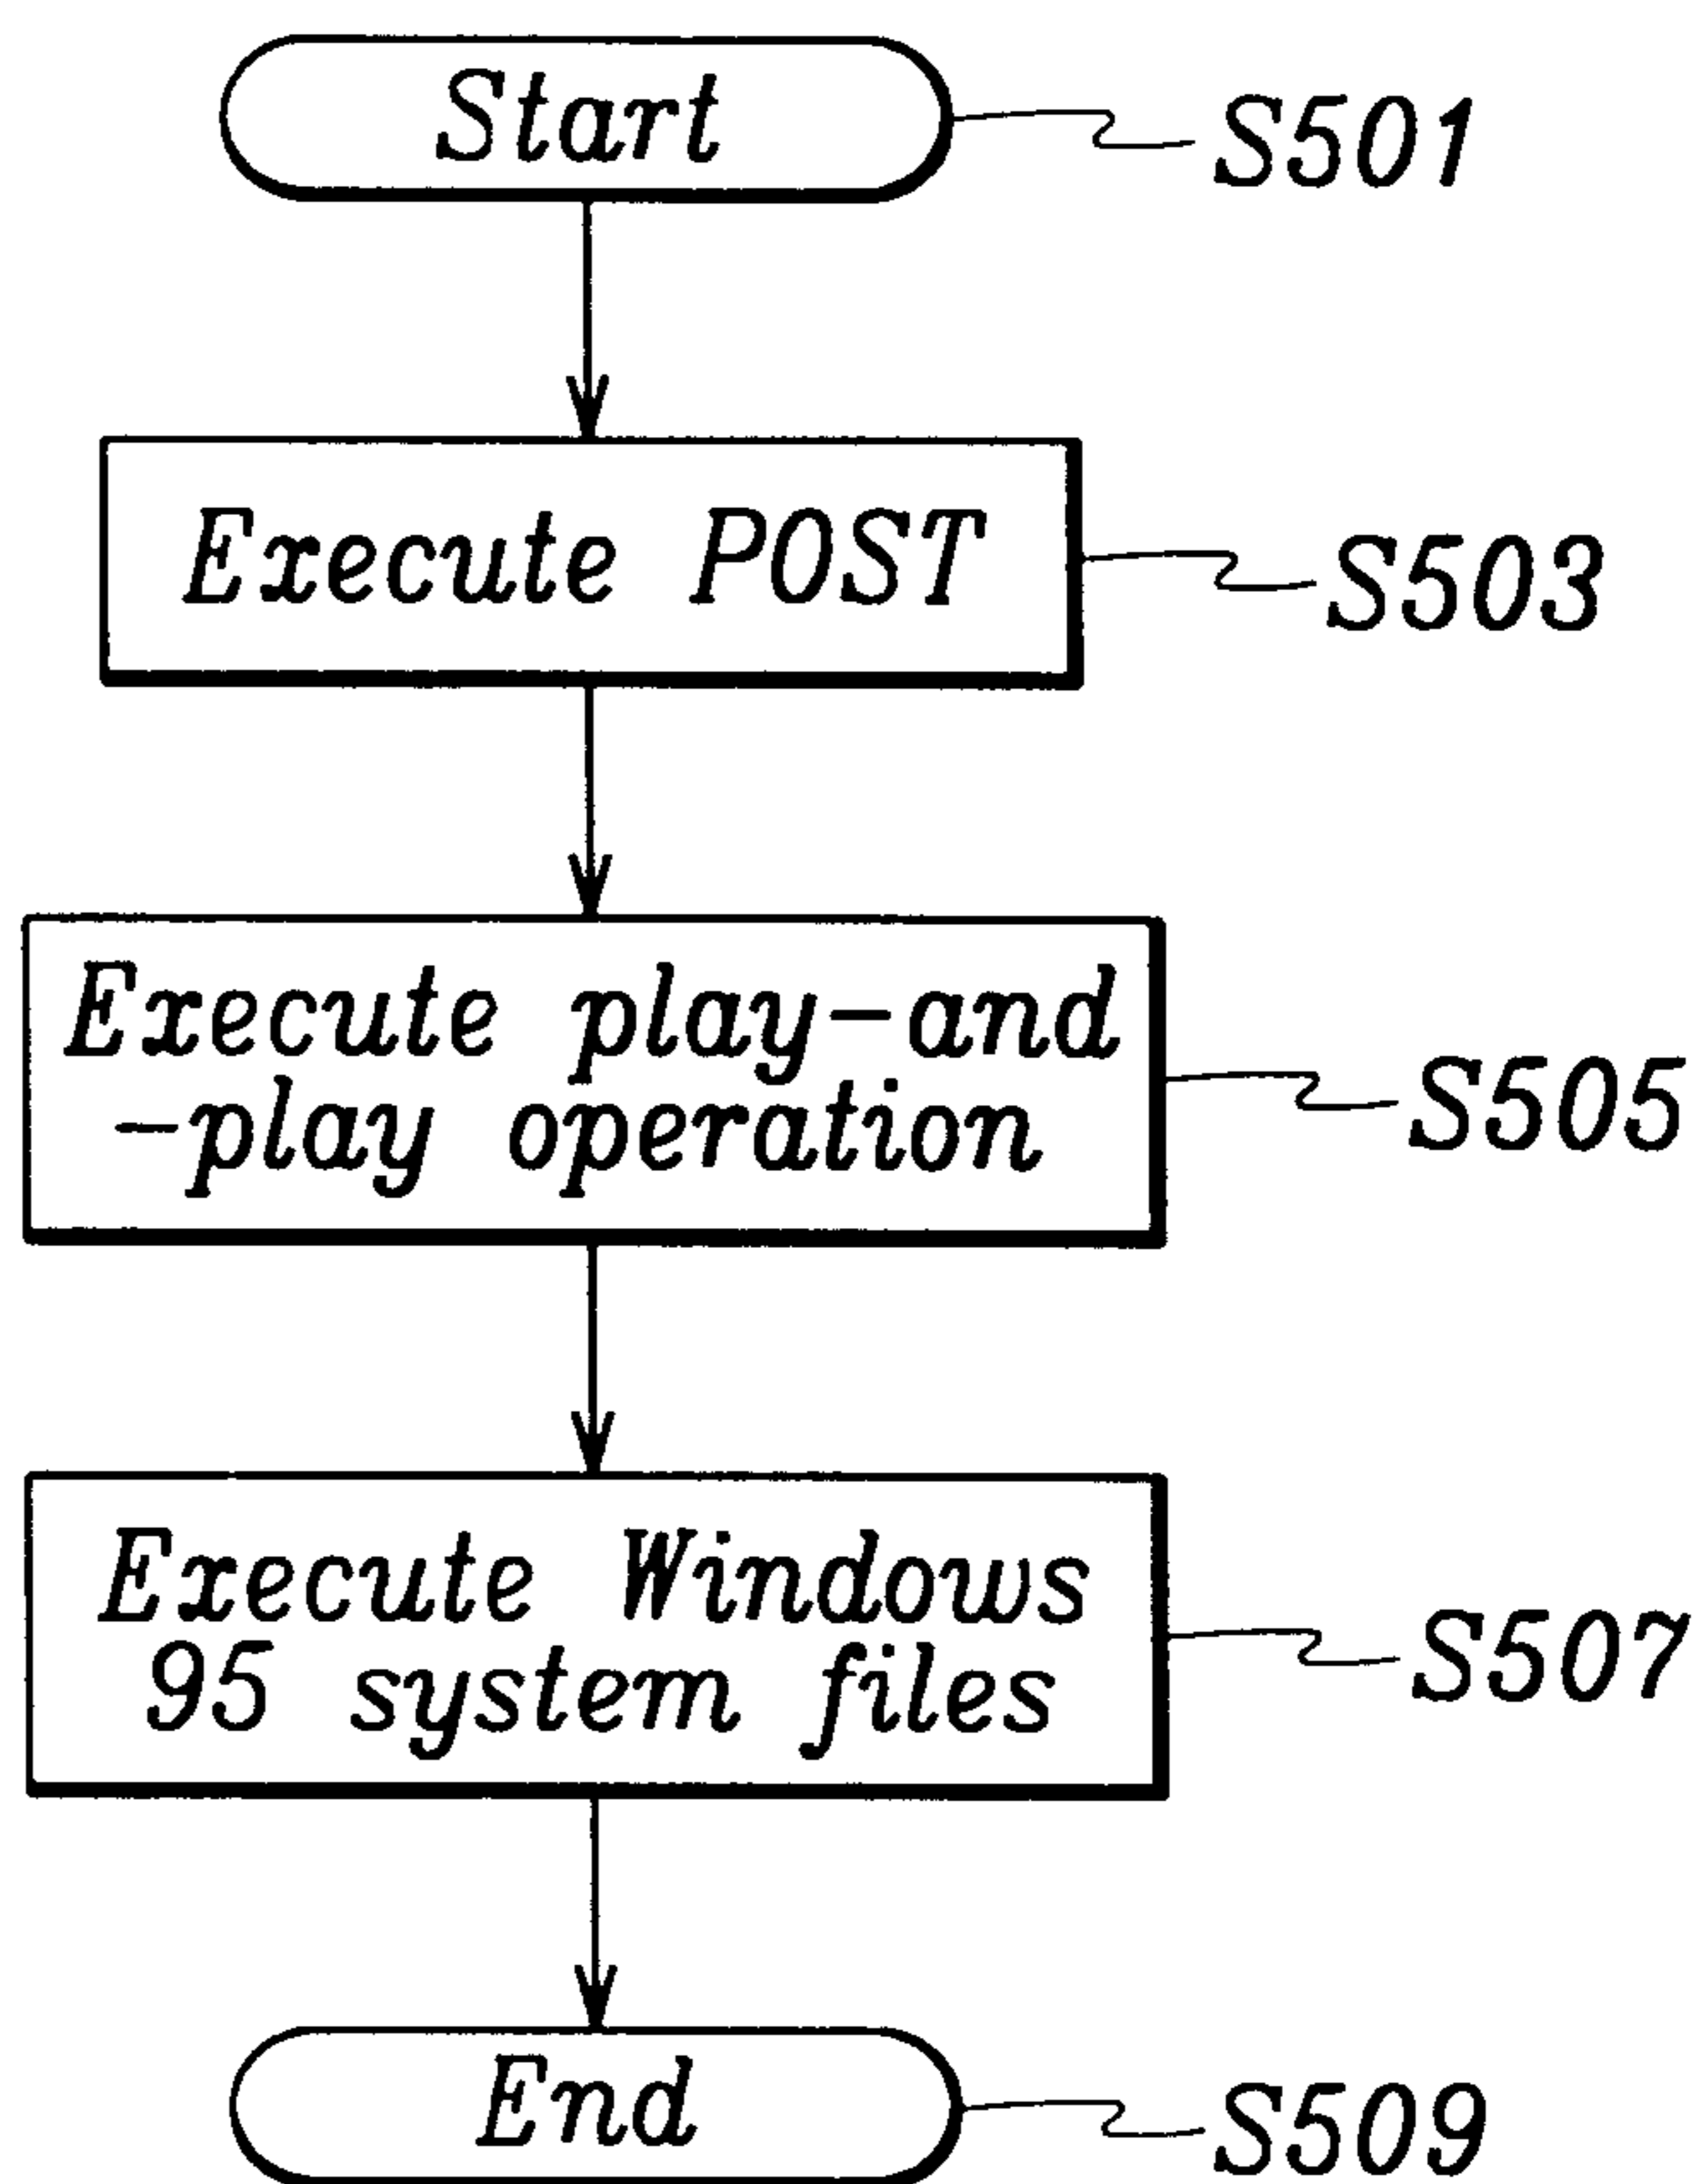 Start
S501
Execute POST
S503
Execute play-and
-play operation
S505
Execute Windows
95 system files
S507
End
S509